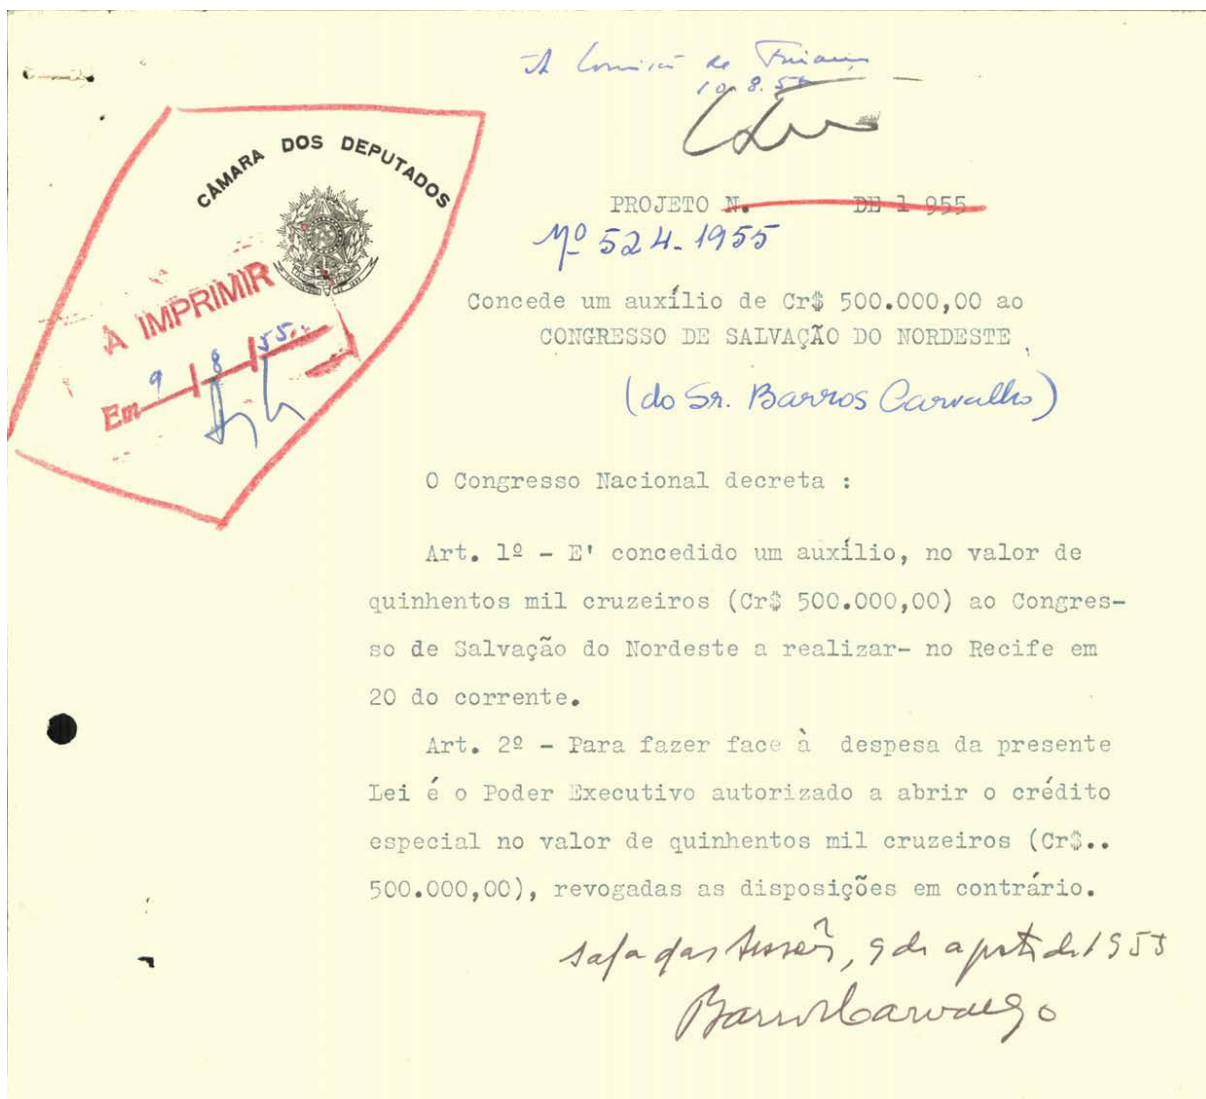 A Comissão de Finanças
10.8.55
CÂMARA DOS DEPUTADOS
PROJETO N. DE 1 955
Nº 524-1955
A IMPRIMIR
Em 9 8 55
Concede um auxílio de Cr$ 500.000,00 ao
CONGRESSO DE SALVAÇÃO DO NORDESTE
(do Sr. Barros Carvalho)
O Congresso Nacional decreta :
Art. 1º - E' concedido um auxílio, no valor de
quinhentos mil cruzeiros (Cr$ 500.000,00) ao Congres-
so de Salvação do Nordeste a realizar- no Recife em
20 do corrente.
Art. 2º - Para fazer face à despesa da presente
Lei é o Poder Executivo autorizado a abrir o crédito
especial no valor de quinhentos mil cruzeiros (Cr$..
500.000,00), revogadas as disposições em contrário.
Sala das Sessões, 9 de agosto de 1955
Barros Carvalho